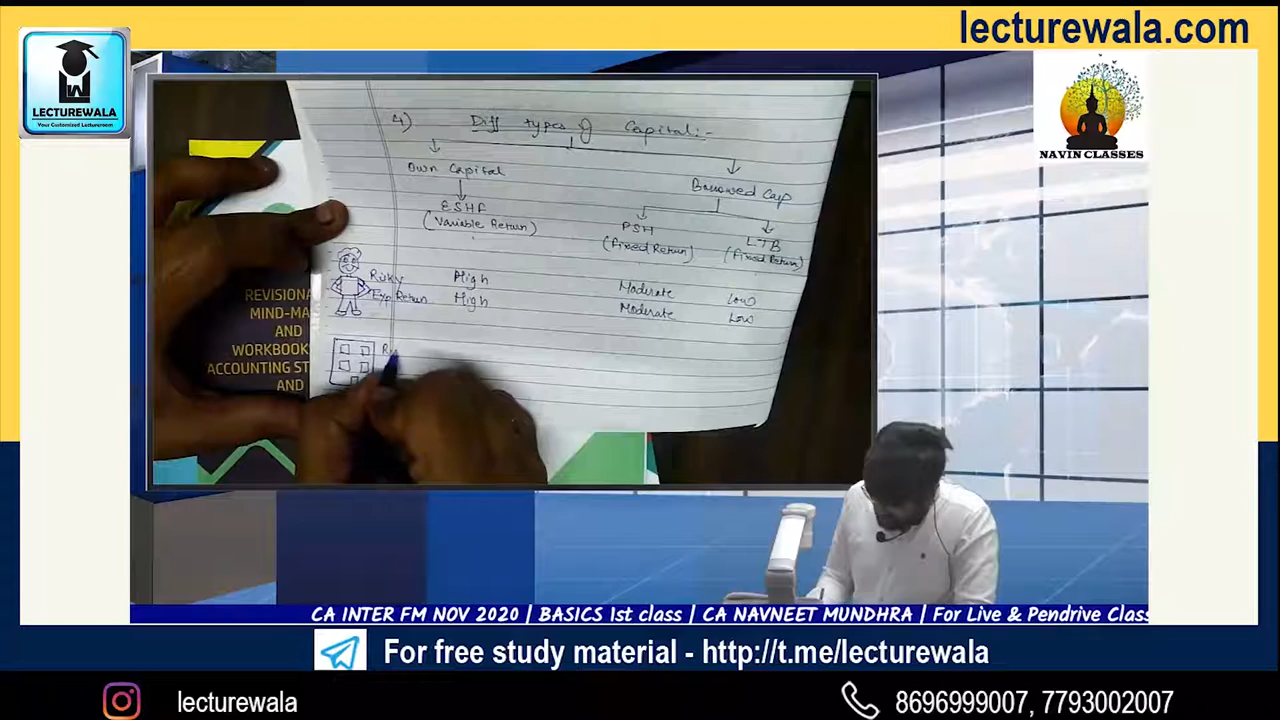 lecturewala.com
LECTUREWALA
Your Customized Lectureroom
NAVIN CLASSES
4) Diff types of Capital:-
Own Capital
Borrowed Cap
ESHF
(Variable Return)
PSH
(Fixed Return)
LTB
(Fixed Return)
Risky High Moderate Low
Exp Return High Moderate Low
REVISIONA
MIND-MA
AND
WORKBOOK
ACCOUNTING ST
AND
CA INTER FM NOV 2020 | BASICS 1st class | CA NAVNEET MUNDHRA | For Live & Pendrive Class
For free study material - http://t.me/lecturewala
lecturewala
8696999007, 7793002007